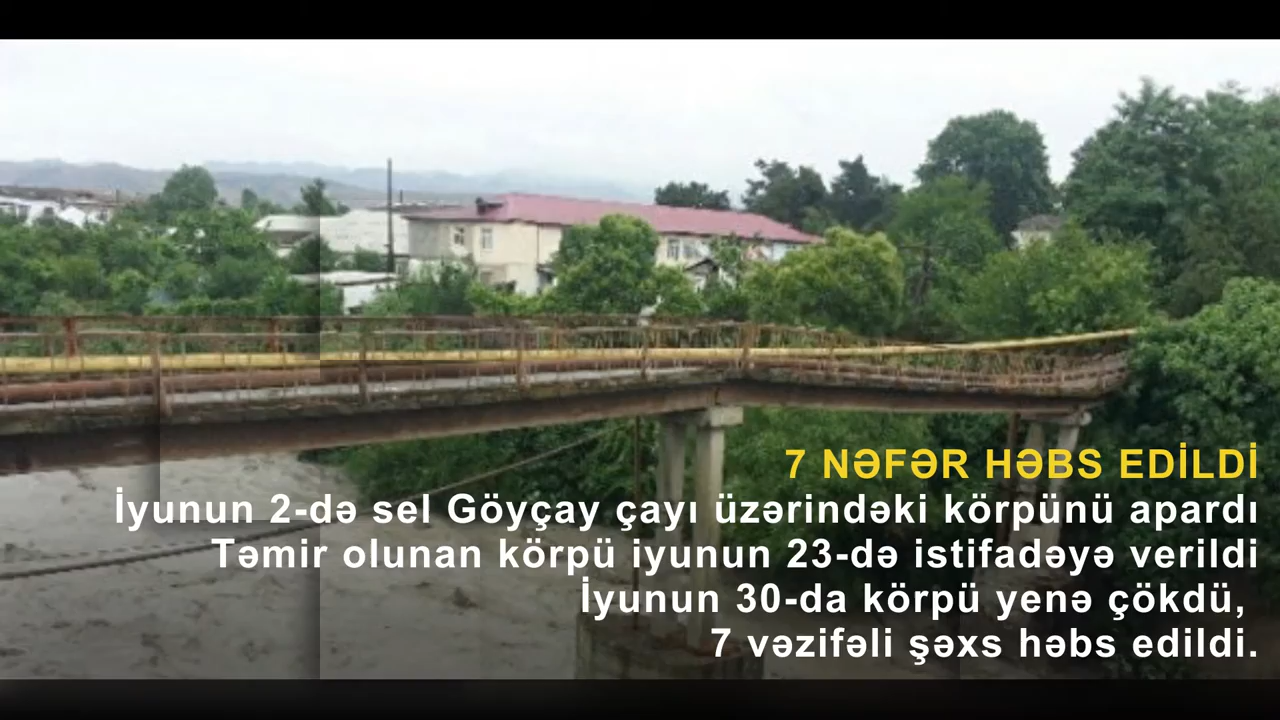 7 NƏFƏR HƏBS EDİLDİ
İyunun 2-də sel Göyçay çayı üzərindəki körpünü apardı
Təmir olunan körpü iyunun 23-də istifadəyə verildi
İyunun 30-da körpü yenə çökdü,
7 vəzifəli şəxs həbs edildi.